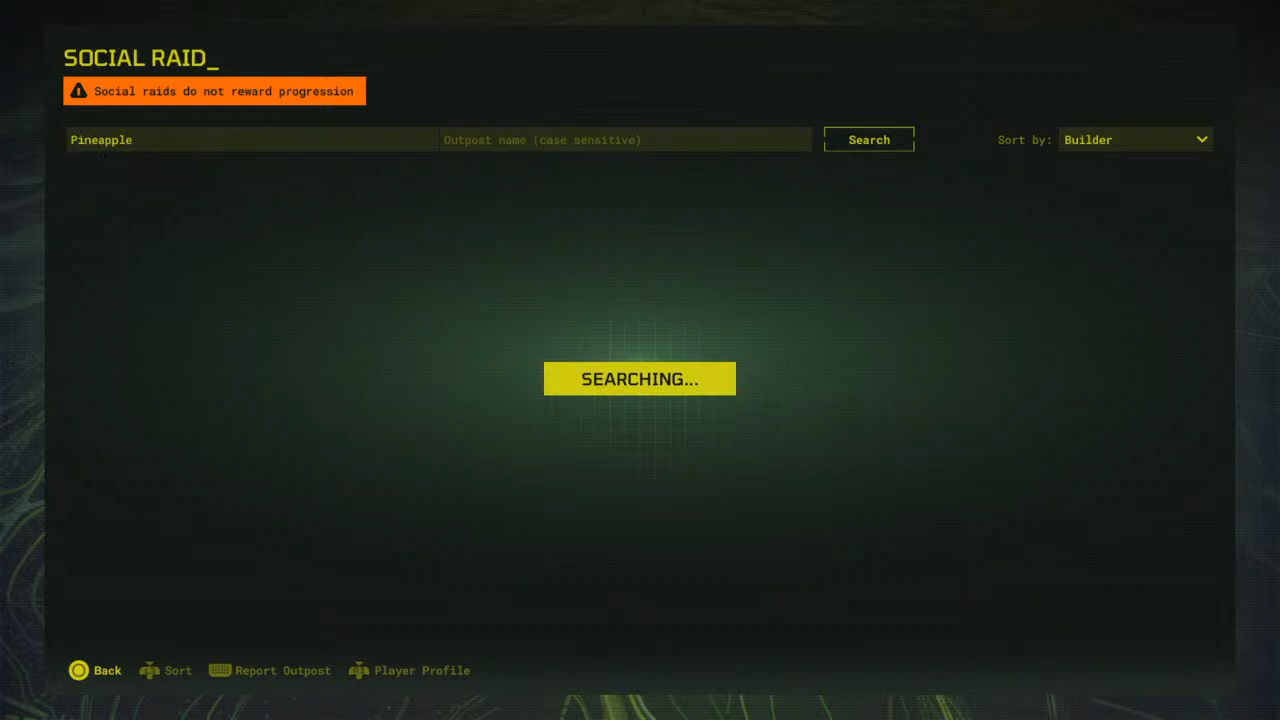 SOCIAL RAID_
Social raids do not reward progression
Pineapple
Outpost name (case sensitive)
Search
Sort by:
Builder
SEARCHING...
Back
Sort
Report Outpost
Player Profile